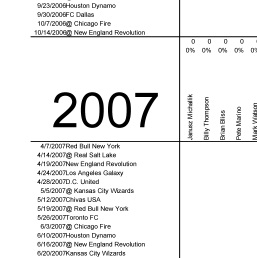 9/23/2006Houston Dynamo
9/30/2006FC Dallas
10/7/2006@ Chicago Fire
10/14/2006@ New England Revolution
0 0 0 0 0
0% 0% 0% 0% 0%
2007
Janusz Michallik
Billy Thompson
Brian Bliss
Pete Marino
Mark Watson
4/7/2007Red Bull New York
4/14/2007@ Real Salt Lake
4/19/2007New England Revolution
4/24/2007Los Angeles Galaxy
4/28/2007D.C. United
5/5/2007@ Kansas City Wizards
5/12/2007Chivas USA
5/19/2007@ Red Bull New York
5/26/2007Toronto FC
6/3/2007@ Chicago Fire
6/10/2007Houston Dynamo
6/16/2007@ New England Revolution
6/20/2007Kansas City Wizards